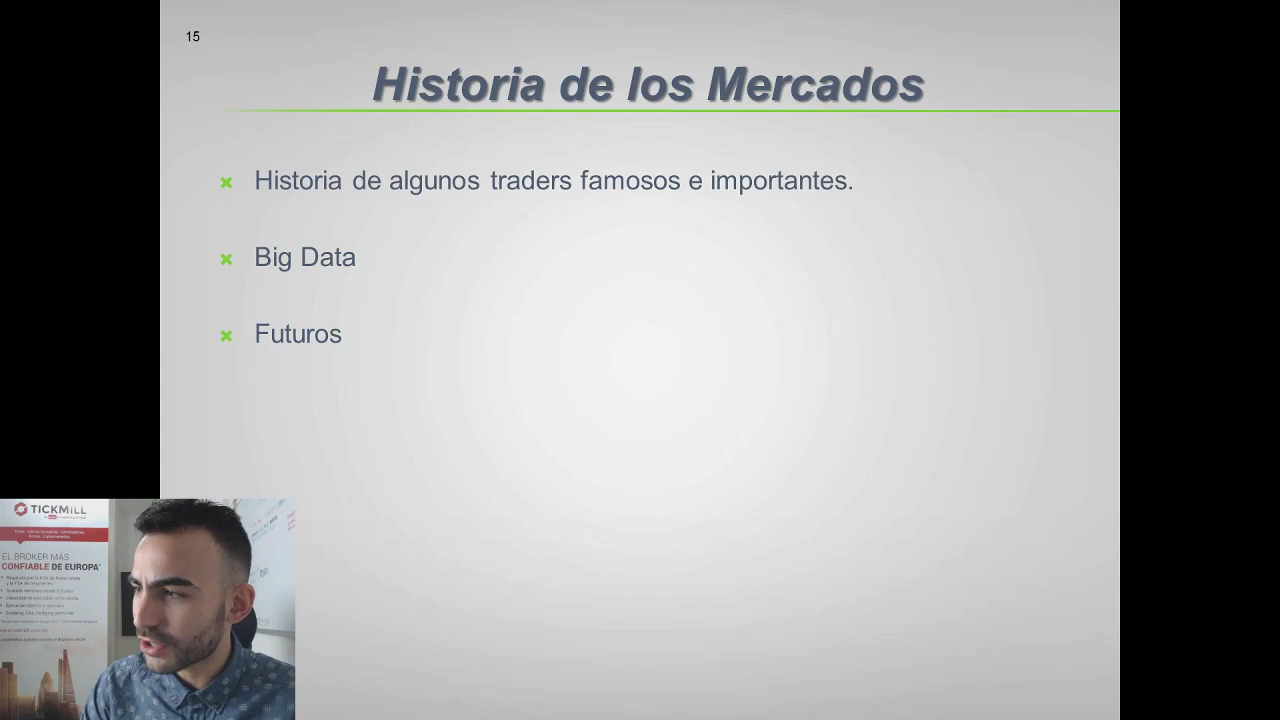 15
Historia de los Mercados
Historia de algunos traders famosos e importantes.
Big Data
Futuros
TICKMILL
EL BROKER MÁS
CONFIABLE DE EUROPA*